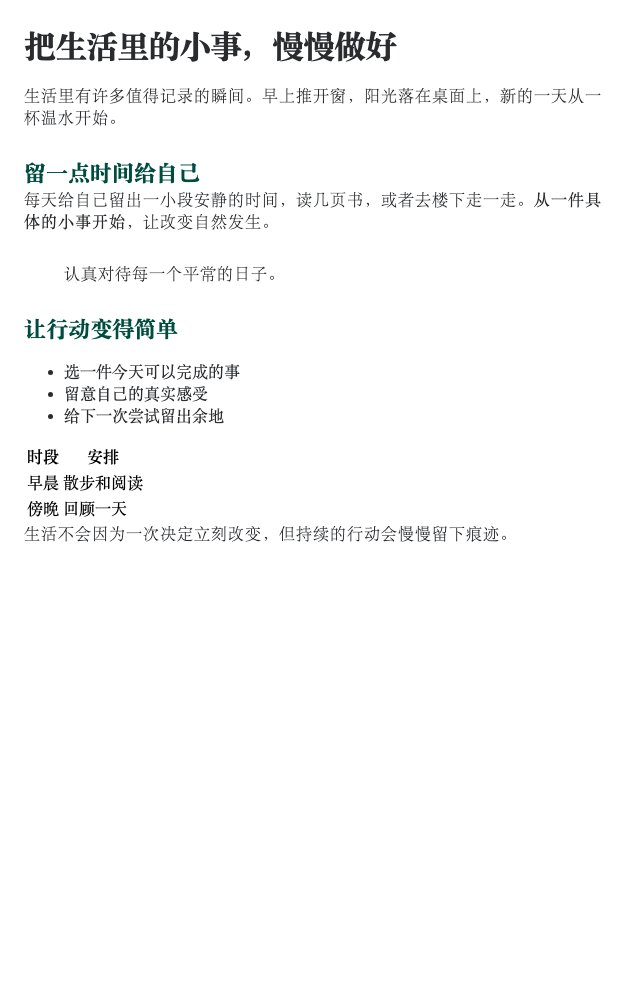 把生活里的小事，慢慢做好
生活里有许多值得记录的瞬间。早上推开窗，阳光落在桌面上，新的一天从一
杯温水开始。
留一点时间给自己
每天给自己留出一小段安静的时间，读几页书，或者去楼下走一走。从一件具
体的小事开始，让改变自然发生。
认真对待每一个平常的日子。
让行动变得简单
• 选一件今天可以完成的事
• 留意自己的真实感受
• 给下一次尝试留出余地
时段 安排
早晨 散步和阅读
傍晚 回顾一天
生活不会因为一次决定立刻改变，但持续的行动会慢慢留下痕迹。